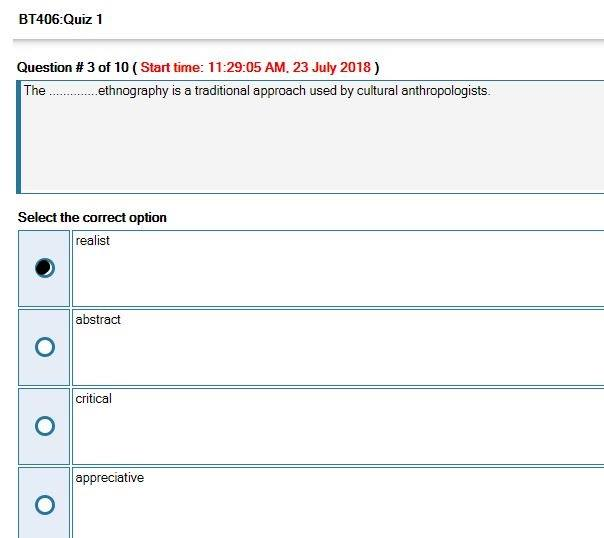 BT406:Quiz 1
Question # 3 of 10 ( Start time: 11:29:05 AM, 23 July 2018 )
The ..............ethnography is a traditional approach used by cultural anthropologists.
Select the correct option
realist
abstract
critical
appreciative